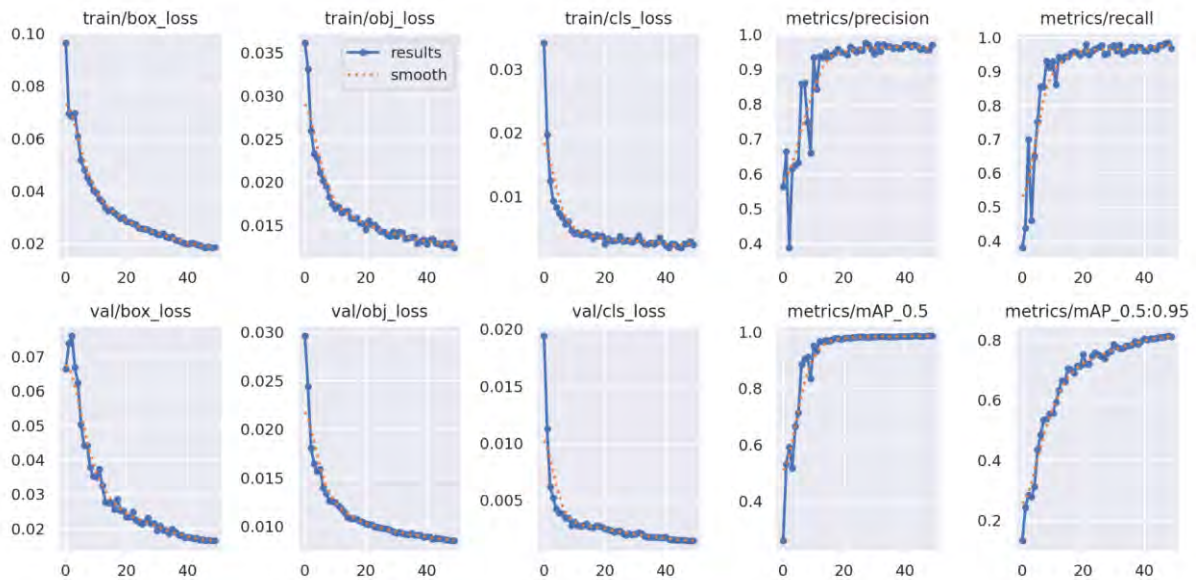 train/box_loss
0.10
0.08
0.06
0.04
0.02
0 20 40
train/obj_loss
results
smooth
0.035
0.030
0.025
0.020
0.015
0 20 40
train/cls_loss
0.03
0.02
0.01
0 20 40
metrics/precision
1.0
0.9
0.8
0.7
0.6
0.5
0.4
0 20 40
metrics/recall
1.0
0.9
0.8
0.7
0.6
0.5
0.4
0 20 40
val/box_loss
0.07
0.06
0.05
0.04
0.03
0.02
0 20 40
val/obj_loss
0.030
0.025
0.020
0.015
0.010
0 20 40
val/cls_loss
0.020
0.015
0.010
0.005
0 20 40
metrics/mAP_0.5
1.0
0.8
0.6
0.4
0 20 40
metrics/mAP_0.5:0.95
0.8
0.6
0.4
0.2
0 20 40